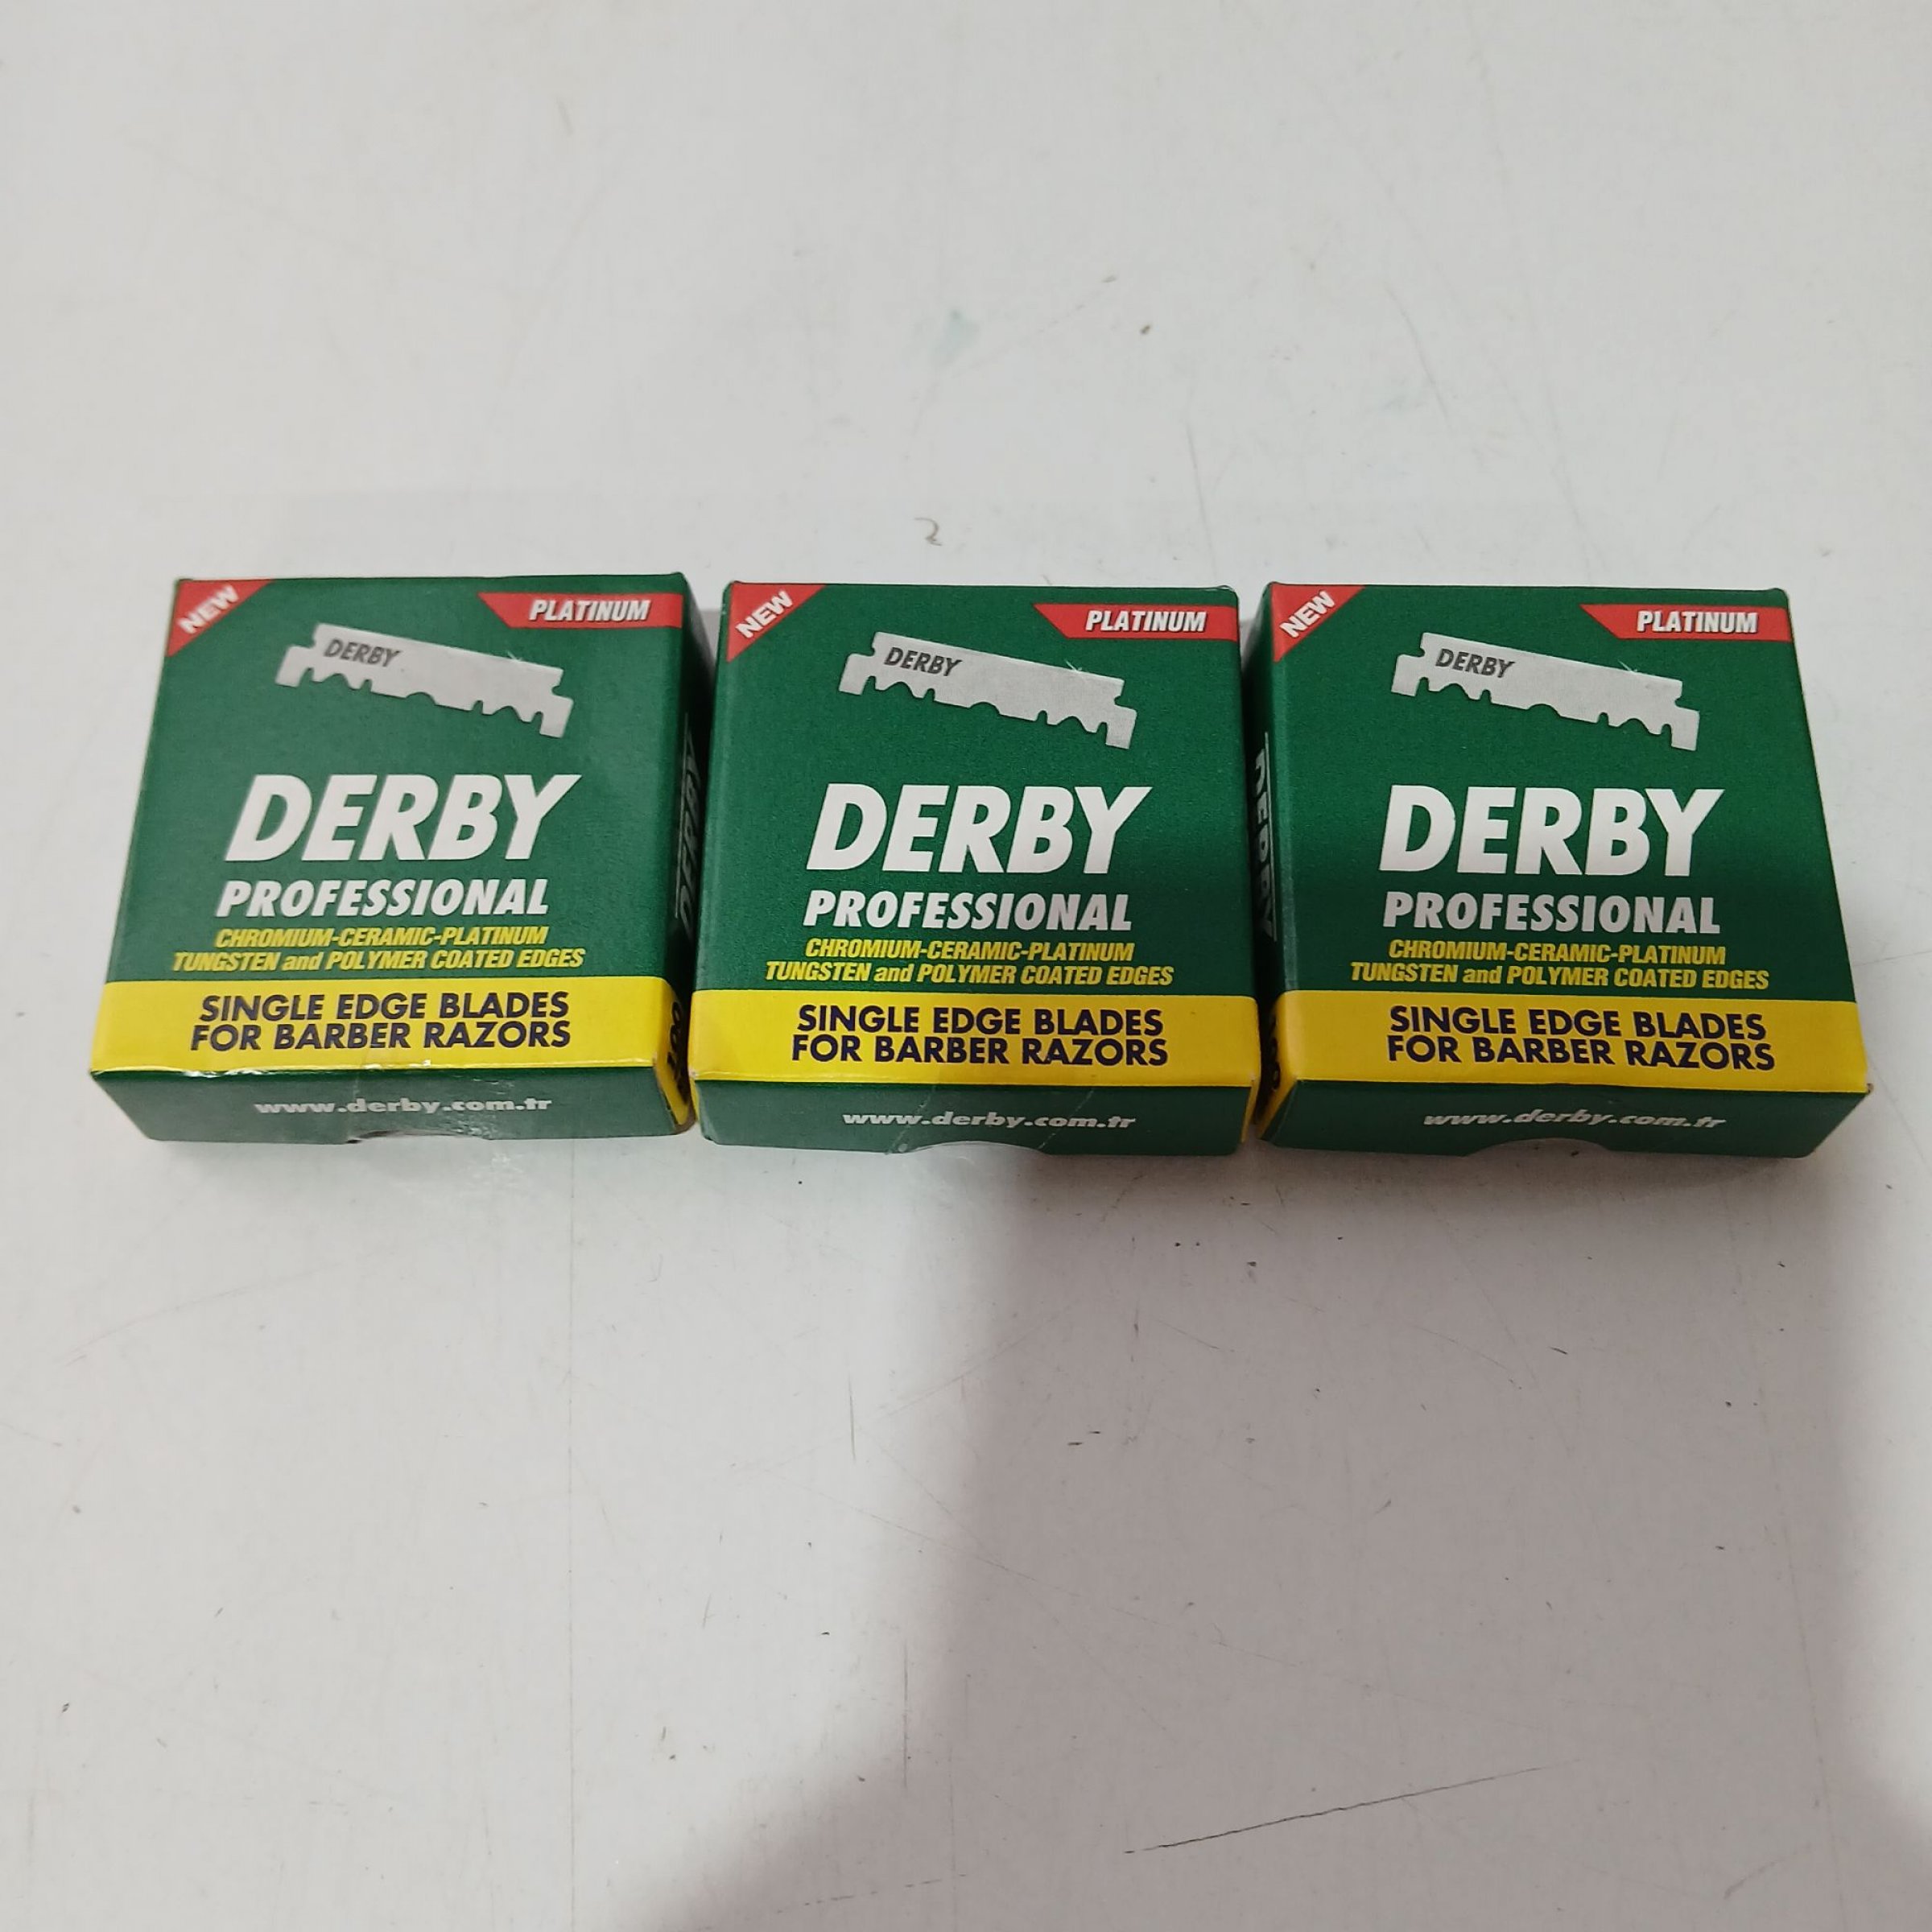 NEW
PLATINUM
DERBY
DERBY
PROFESSIONAL
CHROMIUM-CERAMIC-PLATINUM
TUNGSTEN and POLYMER COATED EDGES
SINGLE EDGE BLADES
FOR BARBER RAZORS
www.derby.com.tr
DERBY
100
NEW
PLATINUM
DERBY
DERBY
PROFESSIONAL
CHROMIUM-CERAMIC-PLATINUM
TUNGSTEN and POLYMER COATED EDGES
SINGLE EDGE BLADES
FOR BARBER RAZORS
www.derby.com.tr
DERBY
NEW
PLATINUM
DERBY
DERBY
PROFESSIONAL
CHROMIUM-CERAMIC-PLATINUM
TUNGSTEN and POLYMER COATED EDGES
SINGLE EDGE BLADES
FOR BARBER RAZORS
www.derby.com.tr